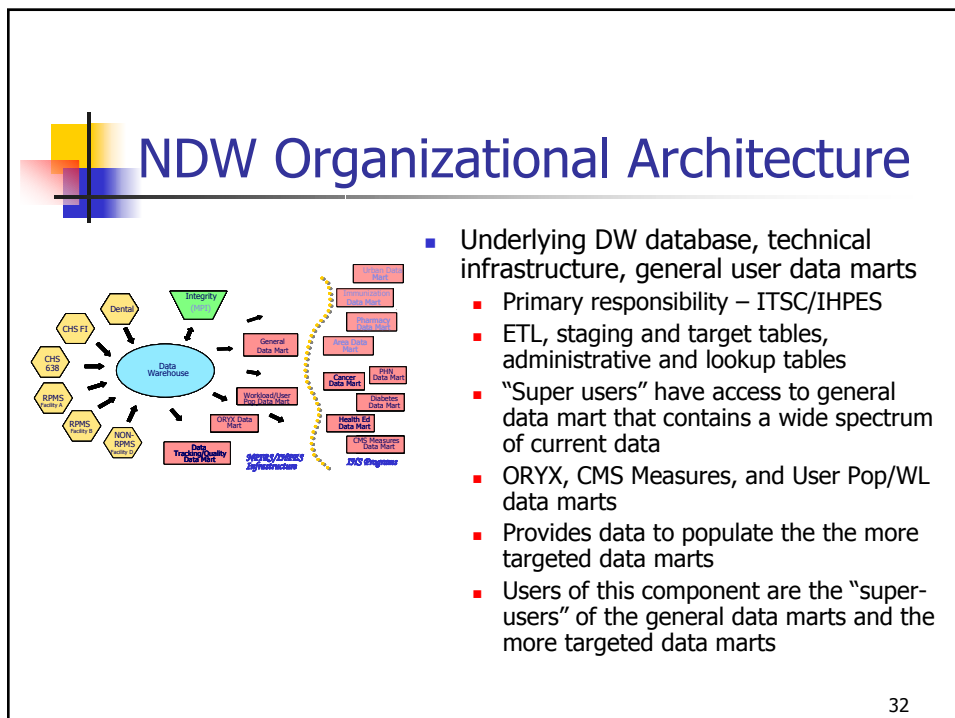 NDW Organizational Architecture
Underlying DW database, technical
infrastructure, general user data marts
Primary responsibility – ITSC/IHPES
ETL, staging and target tables,
administrative and lookup tables
“Super users” have access to general
data mart that contains a wide spectrum
of current data
ORYX, CMS Measures, and User Pop/WL
data marts
Provides data to populate the the more
targeted data marts
Users of this component are the “super-
users” of the general data marts and the
more targeted data marts
Dental
Integrity
(MPI)
CHS FI
CHS
638
RPMS
Facility A
RPMS
Facility B
NON-
RPMS
Facility D
Data
Warehouse
General
Data Mart
Workload/User
Pop Data Mart
ORYX Data
Mart
Data
Tracking/Quality
Data Mart
Infrastructure
Urban Data
Mart
Immunization
Data Mart
Pharmacy
Data Mart
Area Data
Mart
PHN
Data Mart
Cancer
Data Mart
Diabetes
Data Mart
Health Ed
Data Mart
CMS Measures
Data Mart
IHS Programs
32